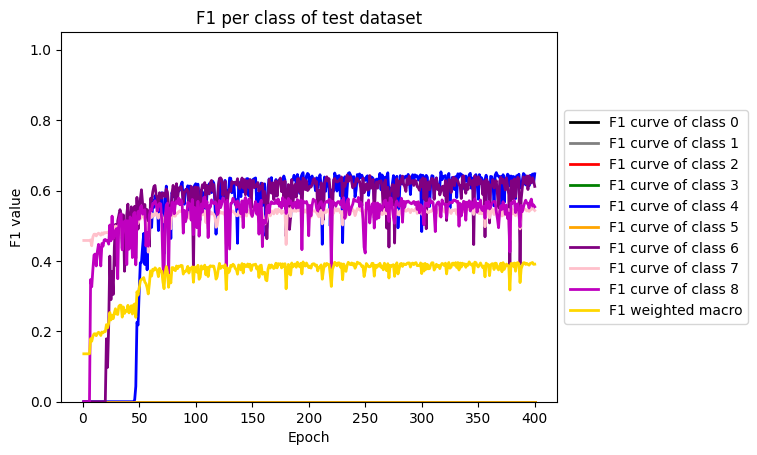 F1 per class of test dataset
F1 value
1.0
0.8
0.6
0.4
0.2
0.0
0
50
100
150
200
250
300
350
400
Epoch
F1 curve of class 0
F1 curve of class 1
F1 curve of class 2
F1 curve of class 3
F1 curve of class 4
F1 curve of class 5
F1 curve of class 6
F1 curve of class 7
F1 curve of class 8
F1 weighted macro